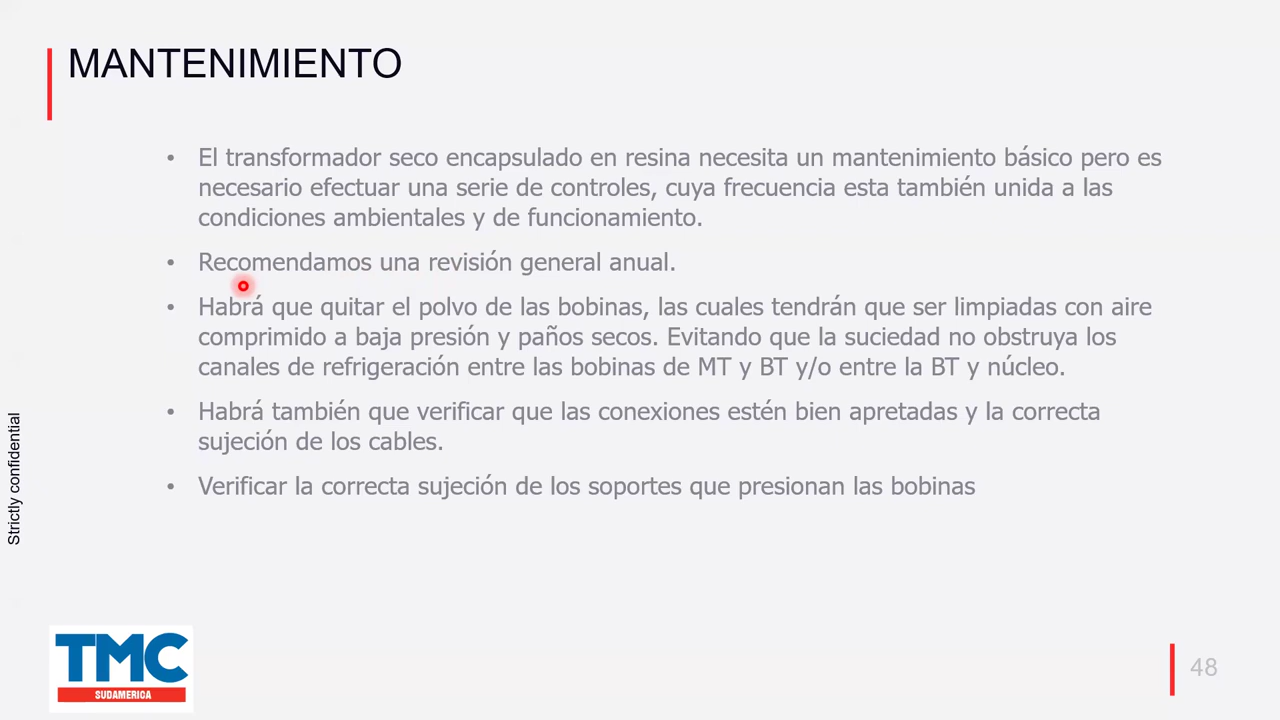 MANTENIMIENTO
• El transformador seco encapsulado en resina necesita un mantenimiento básico pero es
necesario efectuar una serie de controles, cuya frecuencia esta también unida a las
condiciones ambientales y de funcionamiento.
• Recomendamos una revisión general anual.
• Habrá que quitar el polvo de las bobinas, las cuales tendrán que ser limpiadas con aire
comprimido a baja presión y paños secos. Evitando que la suciedad no obstruya los
canales de refrigeración entre las bobinas de MT y BT y/o entre la BT y núcleo.
• Habrá también que verificar que las conexiones estén bien apretadas y la correcta
sujeción de los cables.
• Verificar la correcta sujeción de los soportes que presionan las bobinas
Strictly confidential
TMC
SUDAMERICA
48